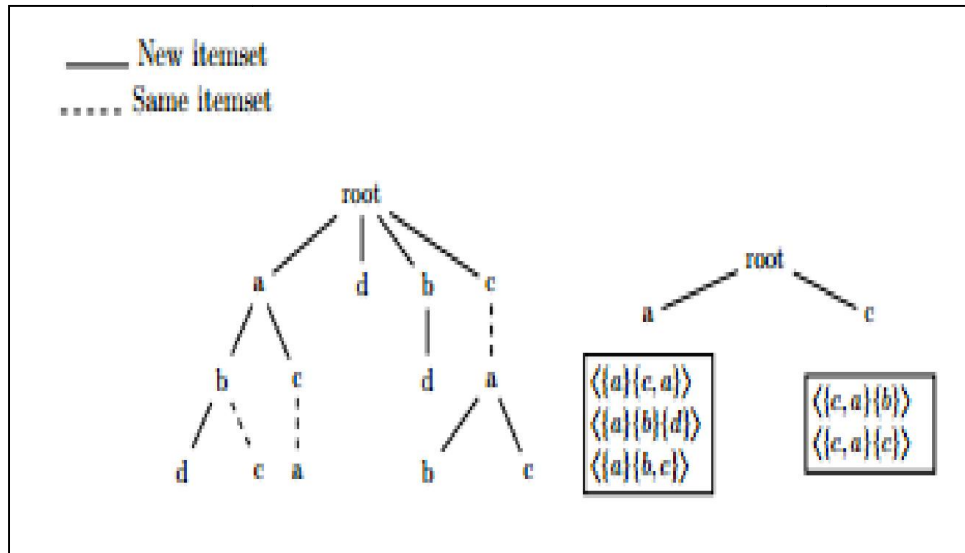 New itemset
Same itemset
root
a d b c
b c d a
d c a b c
root
a c
⟨{a}{c, a}⟩
⟨{a}{b}{d}⟩
⟨{a}{b, c}⟩
⟨{c, a}{b}⟩
⟨{c, a}{c}⟩